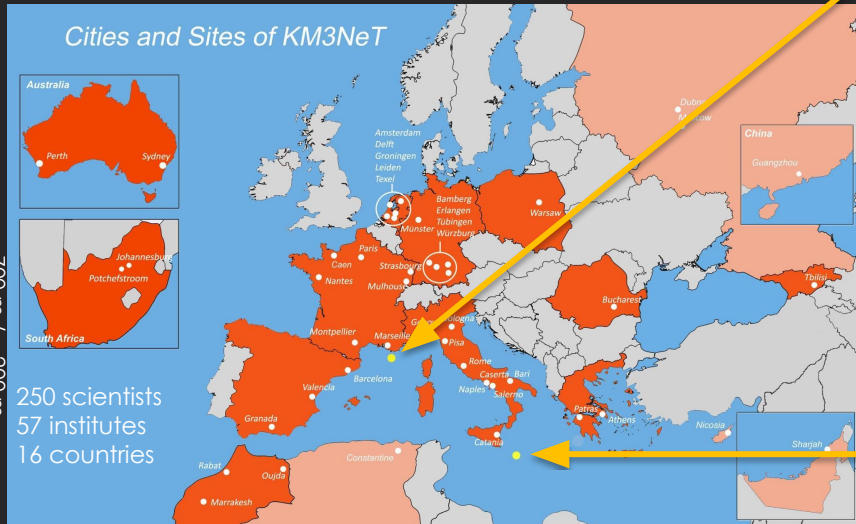 Cities and Sites of KM3NeT
Australia
Perth
Sydney
South Africa
Johannesburg
Potchefstroom
250 scientists
57 institutes
16 countries
Amsterdam
Delft
Groningen
Leiden
Texel
Münster
Bamberg
Erlangen
Tübingen
Würzburg
Warsaw
Dubna
China
Guangzhou
Paris
Caen
Strasbourg
Nantes
Mulhouse
Bucharest
Tbilisi
Bologna
Montpellier
Marseille
Pisa
Rome
Barcelona
Caserta
Bari
Naples
Salerno
Valencia
Granada
Patras
Athens
Nicosia
Catania
Sharjah
Constantine
Rabat
Oujda
Marrakesh